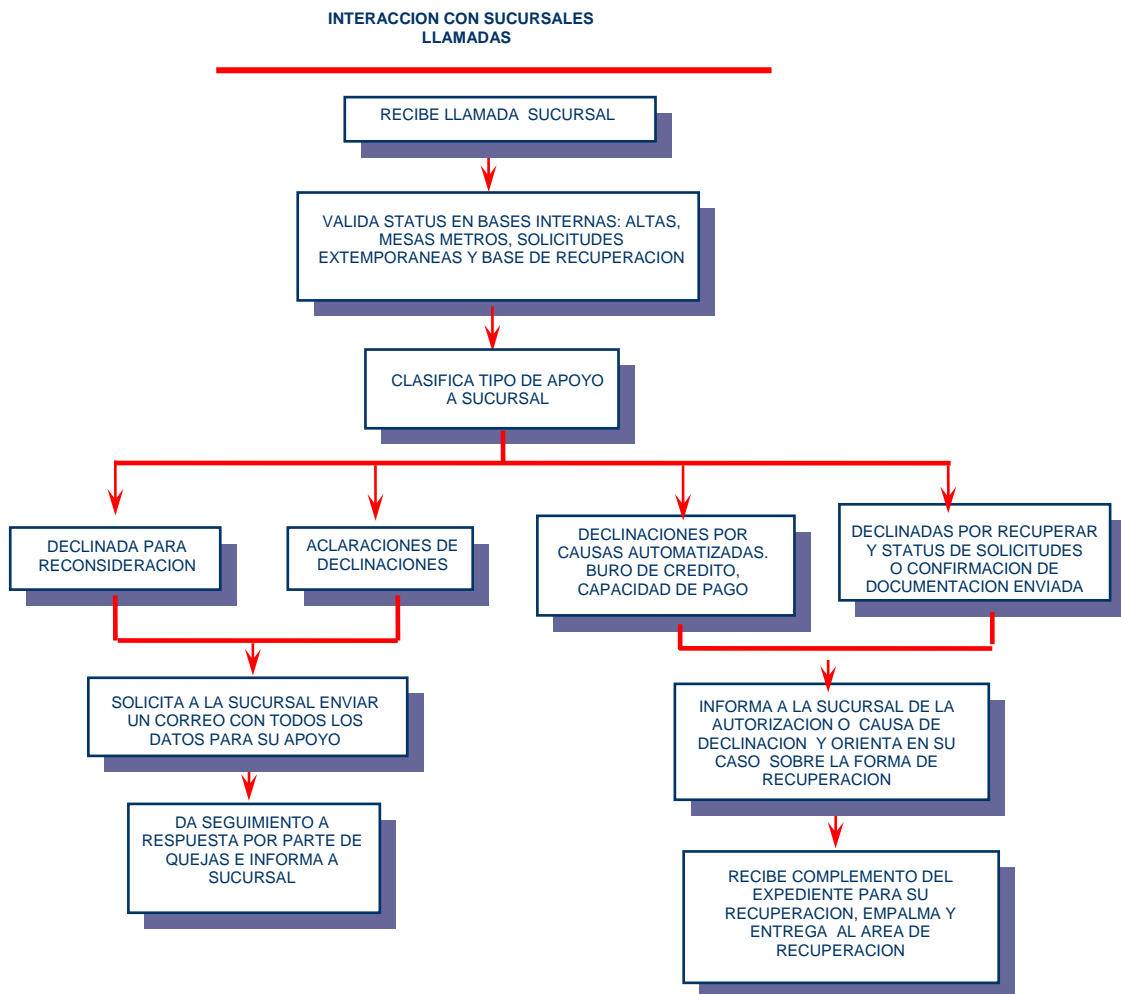 INTERACCION CON SUCURSALES
LLAMADAS
RECIBE LLAMADA SUCURSAL
VALIDA STATUS EN BASES INTERNAS: ALTAS,
MESAS METROS, SOLICITUDES
EXTEMPORANEAS Y BASE DE RECUPERACION
CLASIFICA TIPO DE APOYO
A SUCURSAL
DECLINADA PARA
RECONSIDERACION
ACLARACIONES DE
DECLINACIONES
DECLINACIONES POR
CAUSAS AUTOMATIZADAS.
BURO DE CREDITO,
CAPACIDAD DE PAGO
DECLINADAS POR RECUPERAR
Y STATUS DE SOLICITUDES
O CONFIRMACION DE
DOCUMENTACION ENVIADA
SOLICITA A LA SUCURSAL ENVIAR
UN CORREO CON TODOS LOS
DATOS PARA SU APOYO
INFORMA A LA SUCURSAL DE LA
AUTORIZACION O CAUSA DE
DECLINACION Y ORIENTA EN SU
CASO SOBRE LA FORMA DE
RECUPERACION
DA SEGUIMIENTO A
RESPUESTA POR PARTE DE
QUEJAS E INFORMA A
SUCURSAL
RECIBE COMPLEMENTO DEL
EXPEDIENTE PARA SU
RECUPERACION, EMPALMA Y
ENTREGA AL AREA DE
RECUPERACION